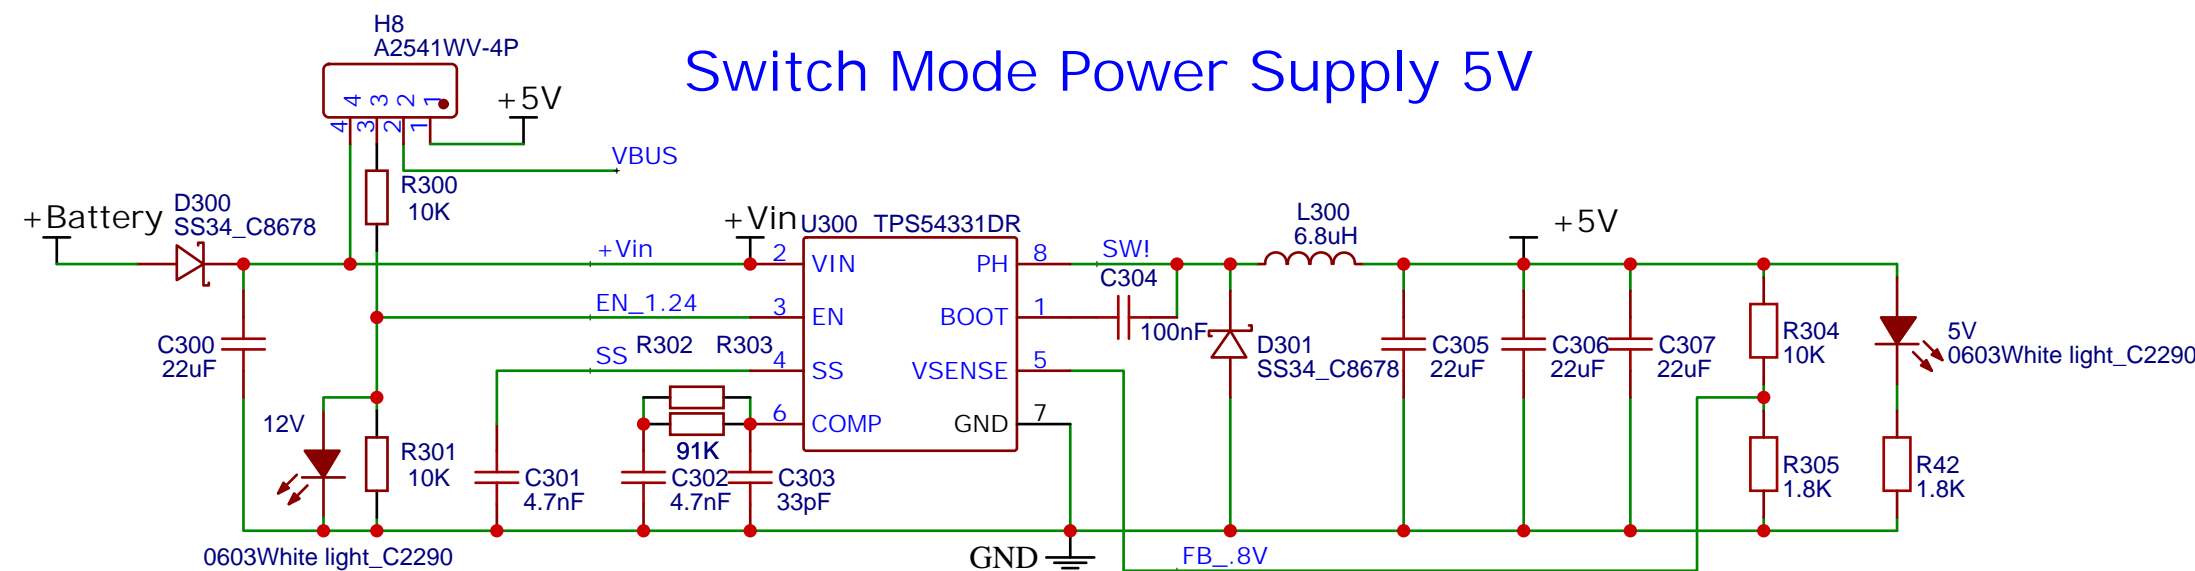 H8
A2541WV-4P
Switch Mode Power Supply 5V
4 3 2 1
4 3 2 1
+5V
VBUS
R300
10K
+Battery
D300
SS34_C8678
+Vin
+Vin
U300 TPS54331DR
2 VIN
3 EN
4 SS
6 COMP
PH 8
BOOT 1
VSENSE 5
GND 7
EN_1.24
SS
R302 R303
91K
C300
22uF
12V
0603White light_C2290
R301
10K
C301
4.7nF
C302
4.7nF
C303
33pF
SW!
C304
100nF
L300
6.8uH
+5V
D301
SS34_C8678
C305
22uF
C306
22uF
C307
22uF
R304
10K
R305
1.8K
5V
0603White light_C2290
R42
1.8K
GND
FB_.8V